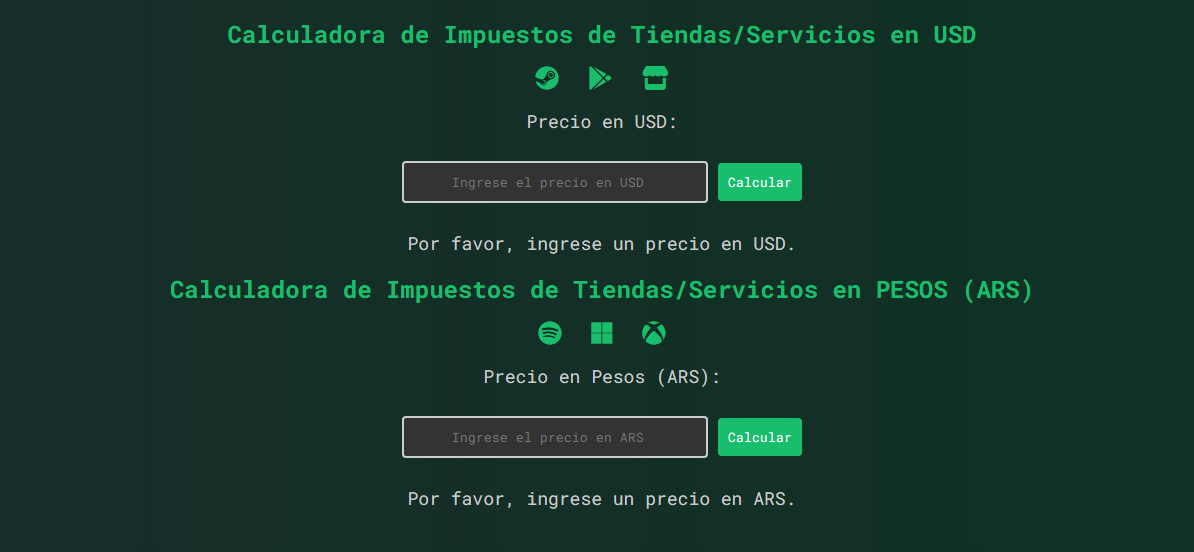 Calculadora de Impuestos de Tiendas/Servicios en USD
Precio en USD:
Ingrese el precio en USD
Calcular
Por favor, ingrese un precio en USD.
Calculadora de Impuestos de Tiendas/Servicios en PESOS (ARS)
Precio en Pesos (ARS):
Ingrese el precio en ARS
Calcular
Por favor, ingrese un precio en ARS.